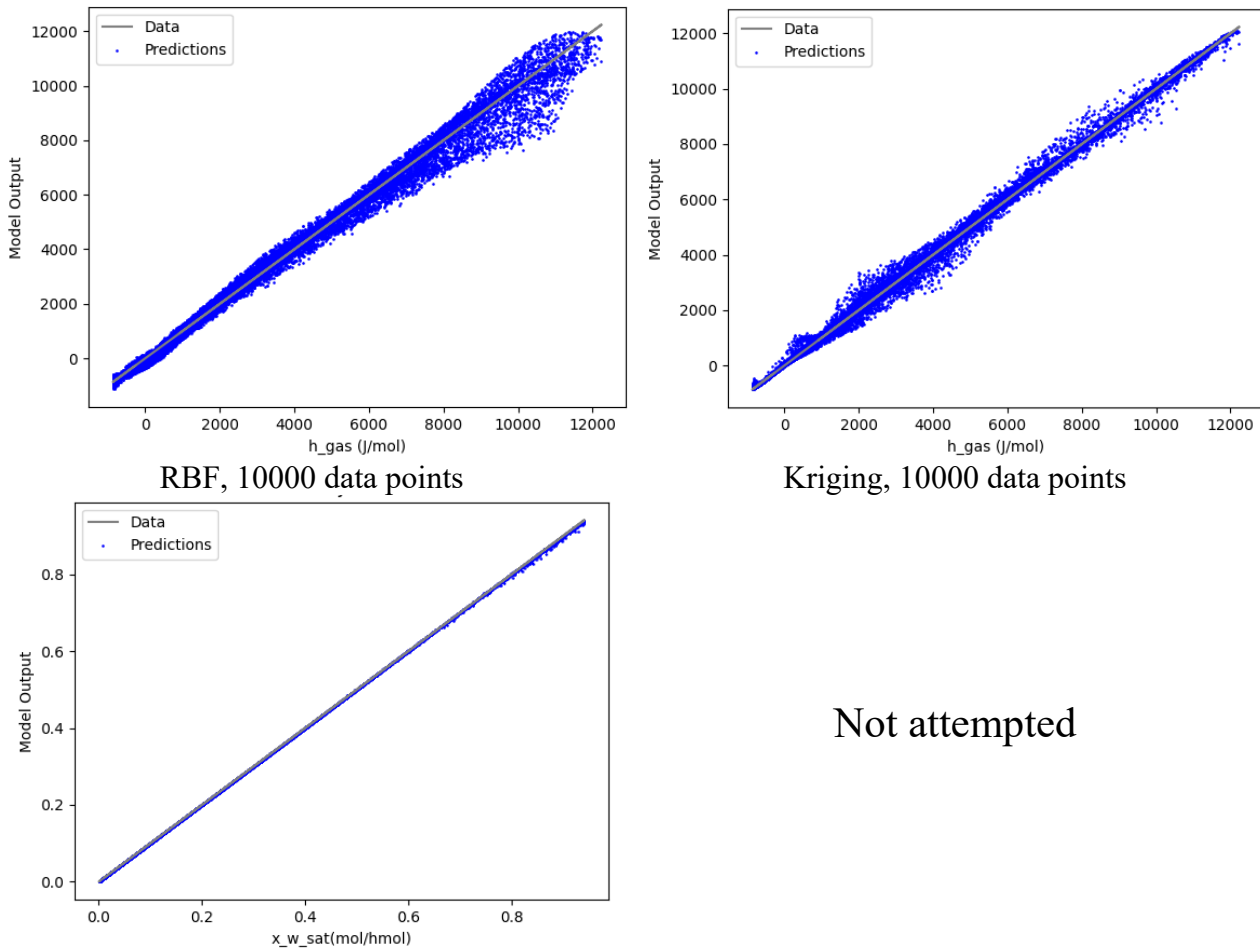 Data
Predictions
12000
10000
8000
6000
4000
2000
0
Model Output
0 2000 4000 6000 8000 10000 12000
h_gas (J/mol)
RBF, 10000 data points
Data
Predictions
12000
10000
8000
6000
4000
2000
0
Model Output
0 2000 4000 6000 8000 10000 12000
h_gas (J/mol)
Kriging, 10000 data points
Data
Predictions
0.8
0.6
0.4
0.2
0.0
Model Output
0.0 0.2 0.4 0.6 0.8
x_w_sat(mol/hmol)
Not attempted